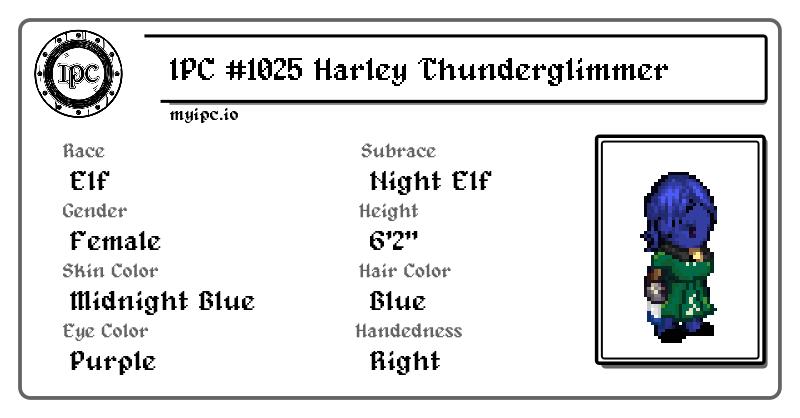 IPC
IPC #1025 Harley Thunderglimmer
myipc.io
Race
Elf
Subrace
Night Elf
Gender
Female
Height
6'2"
Skin Color
Midnight Blue
Hair Color
Blue
Eye Color
Purple
Handedness
Right